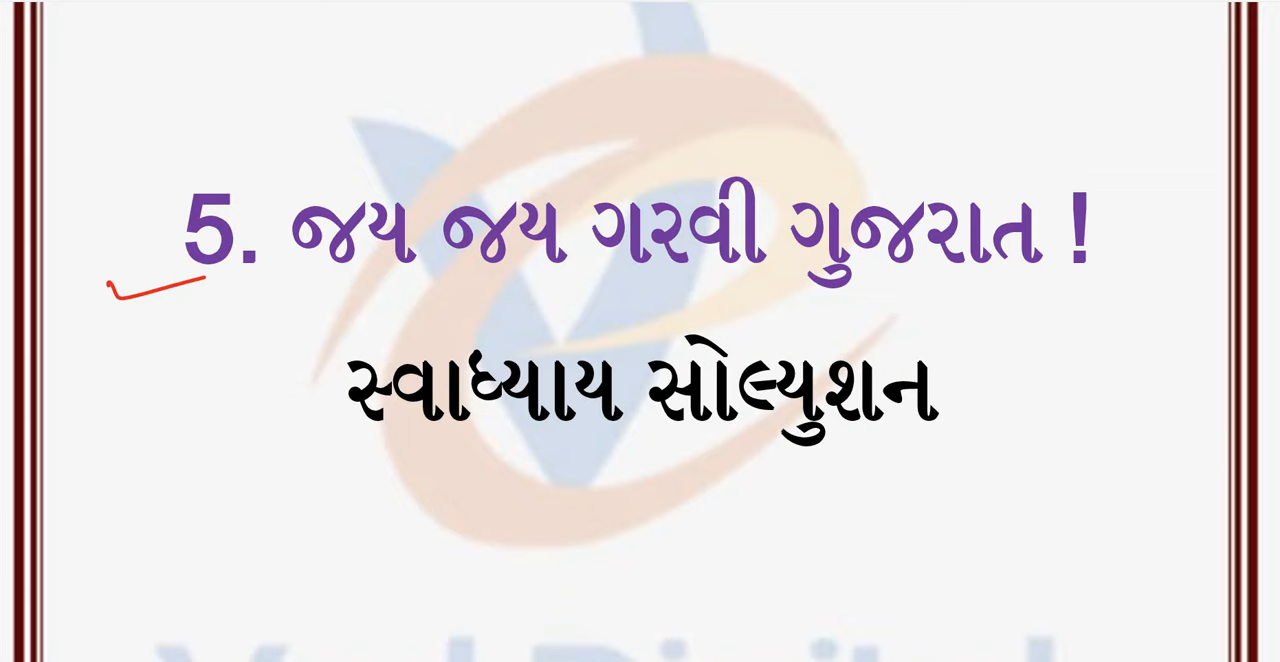 5. જય જય ગરવી ગુજરાત !
સ્વાધ્યાય સોલ્યુશન